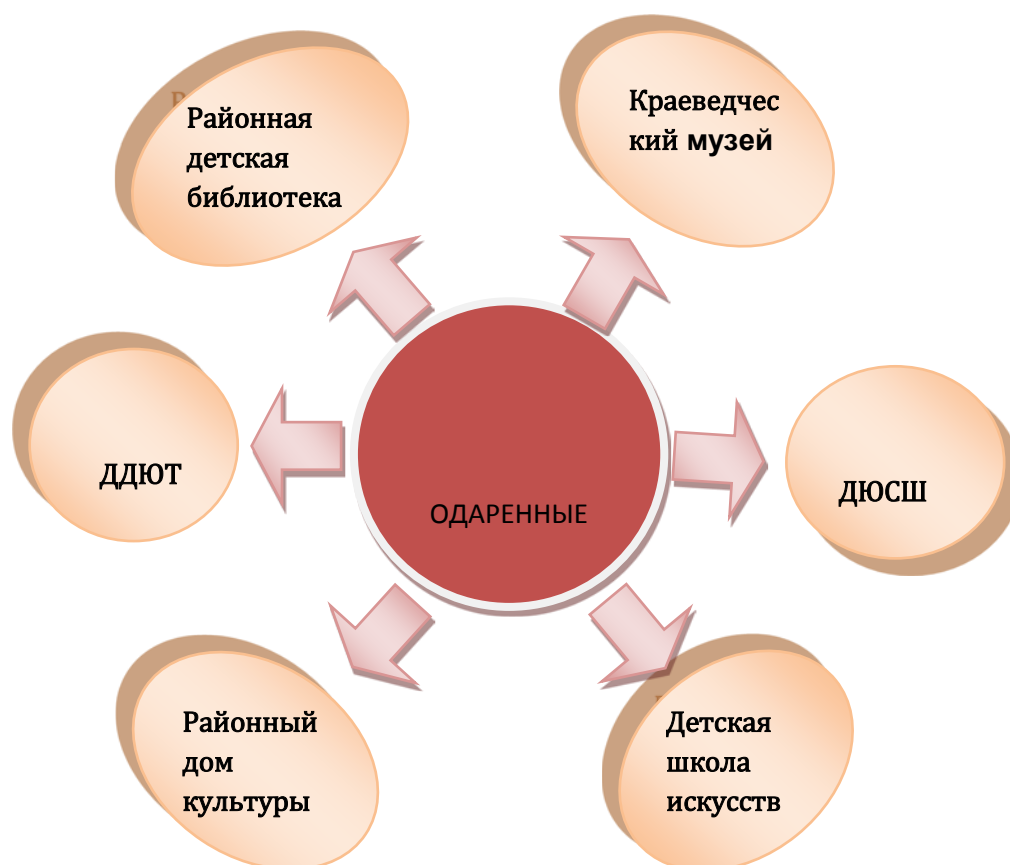 Районная
детская
библиотека
Краеведчес
кий музей
ДДЮТ
ОДАРЕННЫЕ
ДЮСШ
Районный
дом
культуры
Детская
школа
искусств